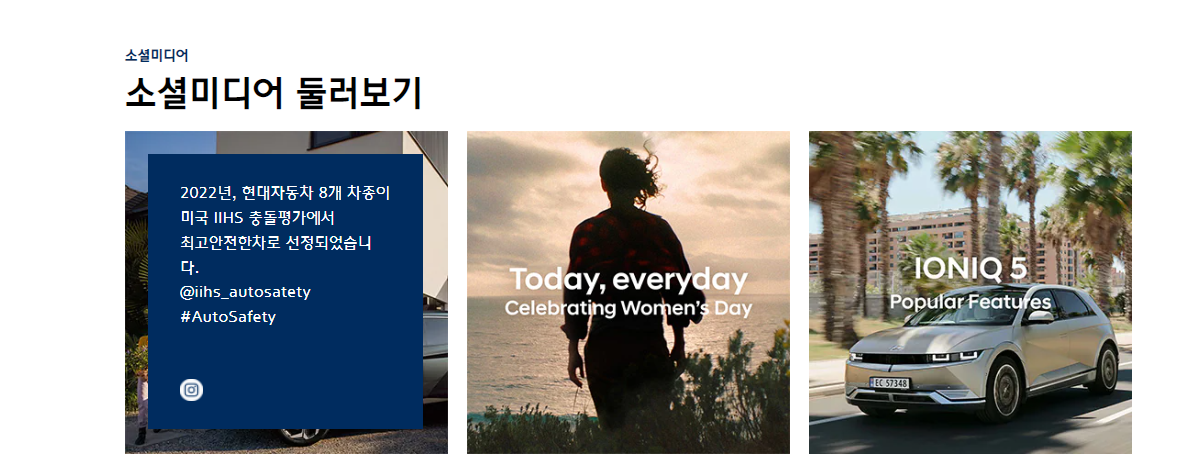 소셜미디어
소셜미디어 둘러보기
2022년, 현대자동차 8개 차종이
미국 IIHS 충돌평가에서
최고안전한차로 선정되었습니
다.
@iihs_autosatety
#AutoSafety
Today, everyday
Celebrating Women's Day
IONIQ 5
Popular Features
EC 57348